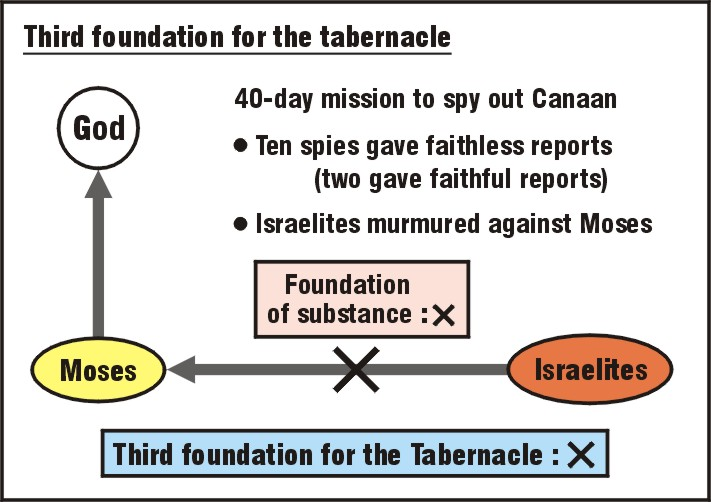 Third foundation for the tabernacle
God
40-day mission to spy out Canaan
● Ten spies gave faithless reports
(two gave faithful reports)
● Israelites murmured against Moses
Foundation
of substance : ✕
Moses
Israelites
Third foundation for the Tabernacle : ✕